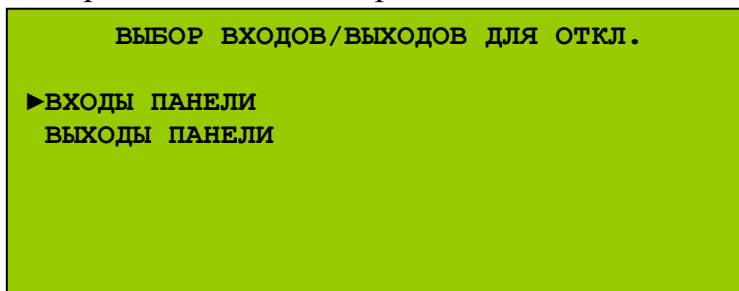 ВЫБОР ВХОДОВ/ВЫХОДОВ ДЛЯ ОТКЛ.
►ВХОДЫ ПАНЕЛИ
ВЫХОДЫ ПАНЕЛИ